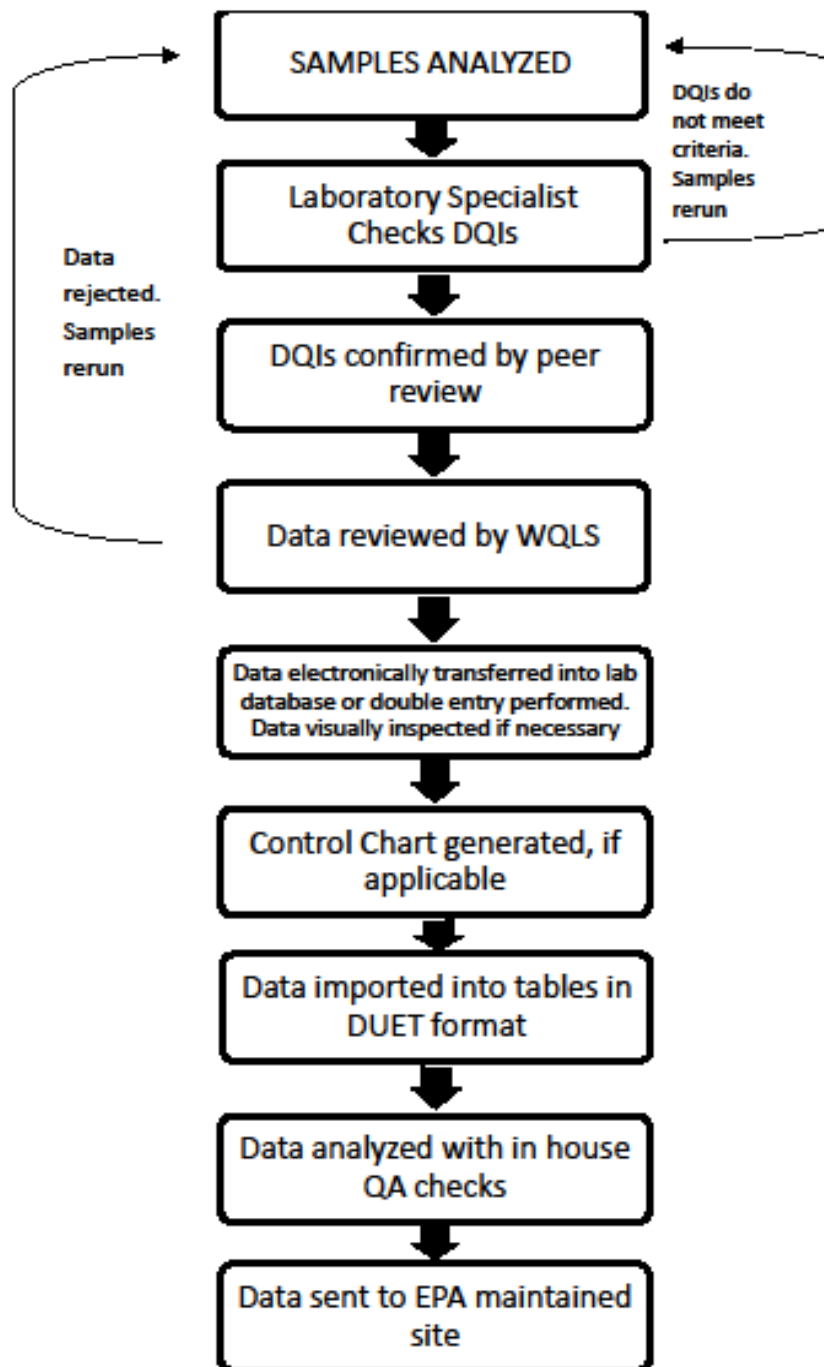 SAMPLES ANALYZED
DQIs do
not meet
criteria.
Samples
rerun
Laboratory Specialist
Checks DQIs
Data
rejected.
Samples
rerun
DQIs confirmed by peer
review
Data reviewed by WQLS
Data electronically transferred into lab
database or double entry performed.
Data visually inspected if necessary
Control Chart generated, if
applicable
Data imported into tables in
DUET format
Data analyzed with in house
QA checks
Data sent to EPA maintained
site